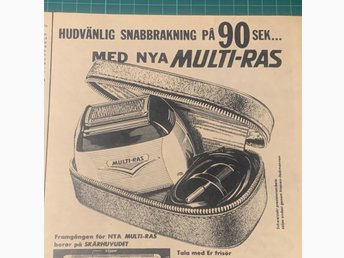 HUDVÄNLIG SNABBRAKNING PÅ 90 SEK...
MED NYA MULTI-RAS
MULTI-RAS
Framgången för NYA MULTI-RAS
beror på SKÄRHUVUDET
Tala med Er frisör